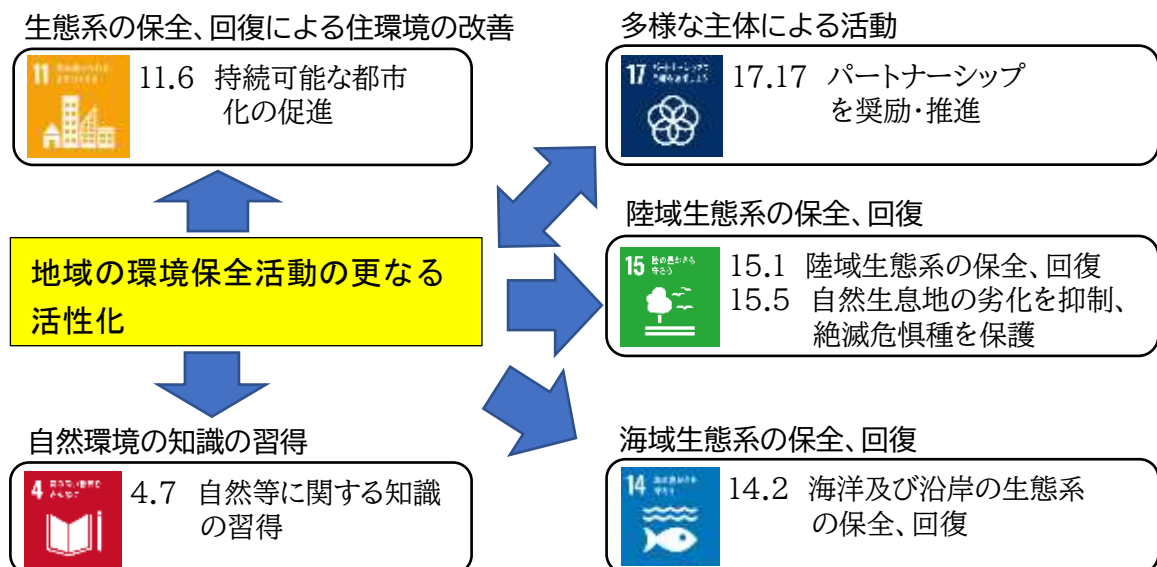 生態系の保全、回復による住環境の改善
11
11.6 持続可能な都市
化の促進
多様な主体による活動
17
17.17 パートナーシップ
を奨励・推進
地域の環境保全活動の更なる
活性化
陸域生態系の保全、回復
15
15.1 陸域生態系の保全、回復
15.5 自然生息地の劣化を抑制、
絶滅危惧種を保護
自然環境の知識の習得
4
4.7 自然等に関する知識
の習得
海域生態系の保全、回復
14
14.2 海洋及び沿岸の生態系
の保全、回復